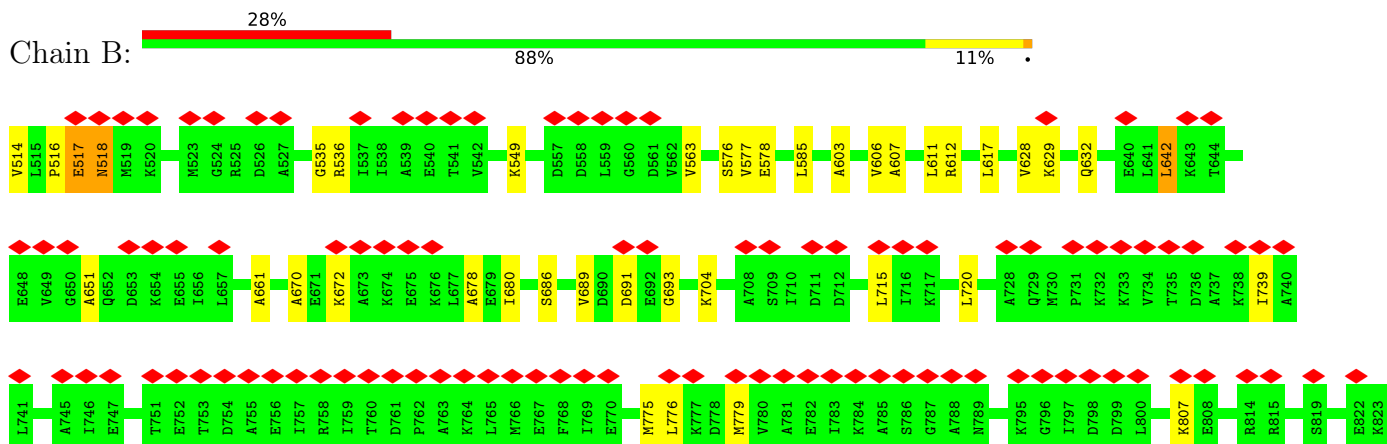 28%
Chain B:
88% 11% •
V514 L515 P516 E517 N518 M519 K520 M523 G524 R525 D526 A527 G535 R536 I537 I538 A539 E540 T541 V542 K549 D557 D558 L559 G560 D561 V562 V563 S576 V577 E578 L585 A603 V606 A607 L611 R612 L617 V628 K629 Q632 E640 L641 L642 K643 T644
E648 V649 G650 A651 Q652 D653 K654 E655 I656 L657 A661 A670 E671 K672 A673 K674 E675 K676 L677 A678 E679 I680 S686 V689 D690 D691 E692 G693 K704 A708 S709 I710 D711 D712 L715 I716 K717 L720 A728 Q729 M730 P731 K732 K733 V734 T735 D736 A737 K738 I739 A740
L741 A745 I746 E747 T751 E752 T753 D754 A755 E756 I757 R758 I759 T760 D761 P762 A763 K764 L765 M766 E767 F768 I769 E770 M775 L776 K777 D778 M779 V780 A781 E782 I783 K784 A785 S786 G787 A788 N789 K795 G796 I797 D798 D799 L800 K807 E808 R814 R815 S819 E822 K823